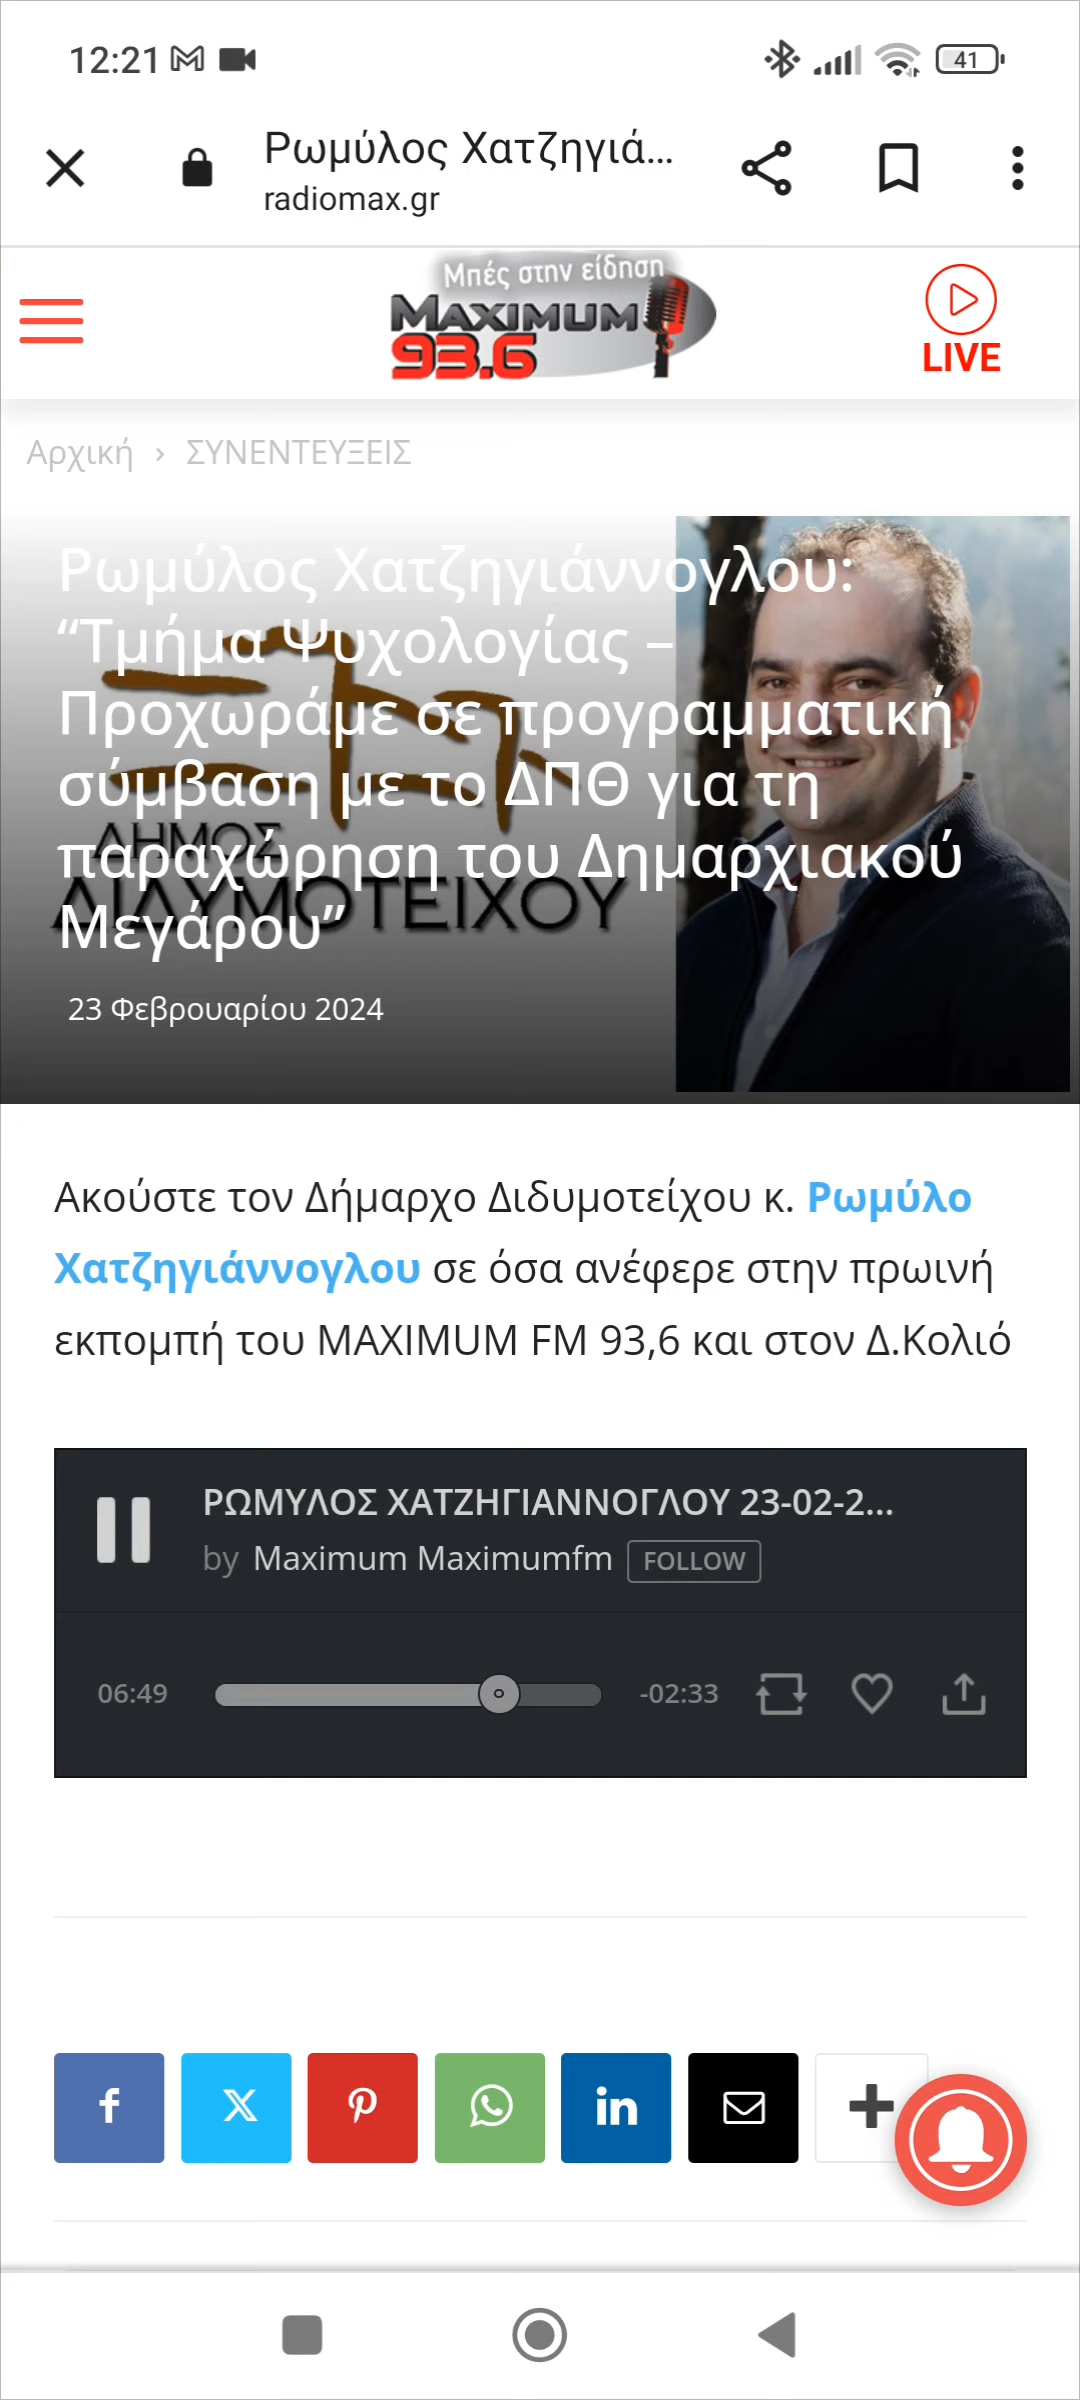 12:21
41
Ρωμύλος Χατζηγιά...
radiomax.gr
Μπές στην είδηση
MAXIMUM
93.6
LIVE
Αρχική › ΣΥΝΕΝΤΕΥΞΕΙΣ
Ρωμύλος Χατζηγιάννογλου:
“Τμήμα Ψυχολογίας –
Προχωράμε σε προγραμματική
σύμβαση με το ΔΠΘ για τη
παραχώρηση του Δημαρχιακού
Μεγάρου”
ΔΗΜΟΣ
ΔΙΔΥΜΟΤΕΙΧΟΥ
23 Φεβρουαρίου 2024
Ακούστε τον Δήμαρχο Διδυμοτείχου κ. Ρωμύλο
Χατζηγιάννογλου σε όσα ανέφερε στην πρωινή
εκπομπή του MAXIMUM FM 93,6 και στον Δ.Κολιό
ΡΩΜΥΛΟΣ ΧΑΤΖΗΓΙΑΝΝΟΓΛΟΥ 23-02-2...
by Maximum Maximumfm FOLLOW
06:49 -02:33